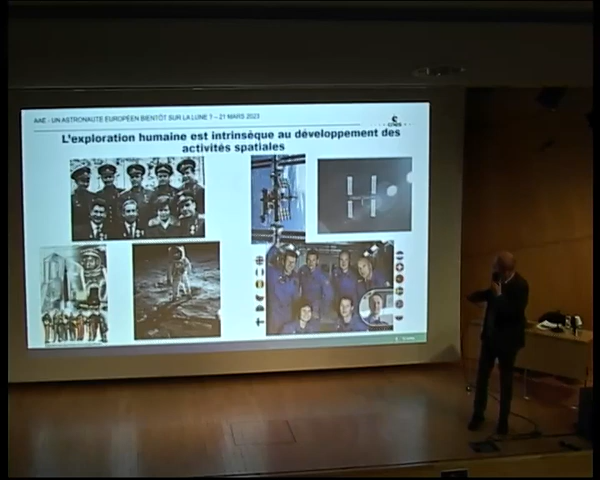 AAE - UN ASTRONAUTE EUROPÉEN BIENTÔT SUR LA LUNE ? – 21 MARS 2023
cnes
L'exploration humaine est intrinsèque au développement des
activités spatiales